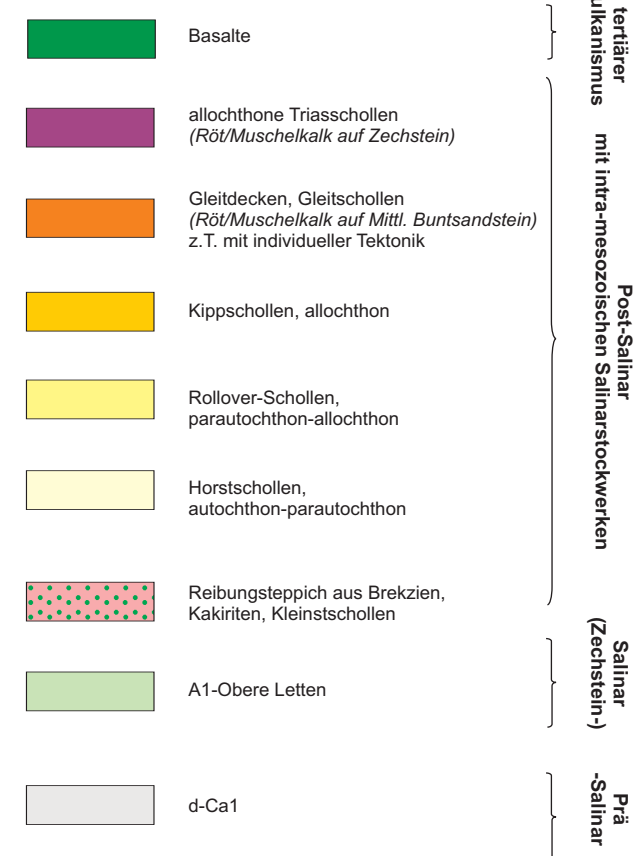 Basalte
allochthone Triasschollen
(Röt/Muschelkalk auf Zechstein)
Gleitdecken, Gleitschollen
(Röt/Muschelkalk auf Mittl. Buntsandstein)
z.T. mit individueller Tektonik
Kippschollen, allochthon
Rollover-Schollen,
parautochthon-allochthon
Horstschollen,
autochthon-parautochthon
Reibungsteppich aus Brekzien,
Kakiriten, Kleinstschollen
A1-Obere Letten
d-Ca1
tertiärer
ulkanismus
Post-Salinar
mit intra-mesozoischen Salinarstockwerken
Salinar
(Zechstein-)
Prä
-Salinar